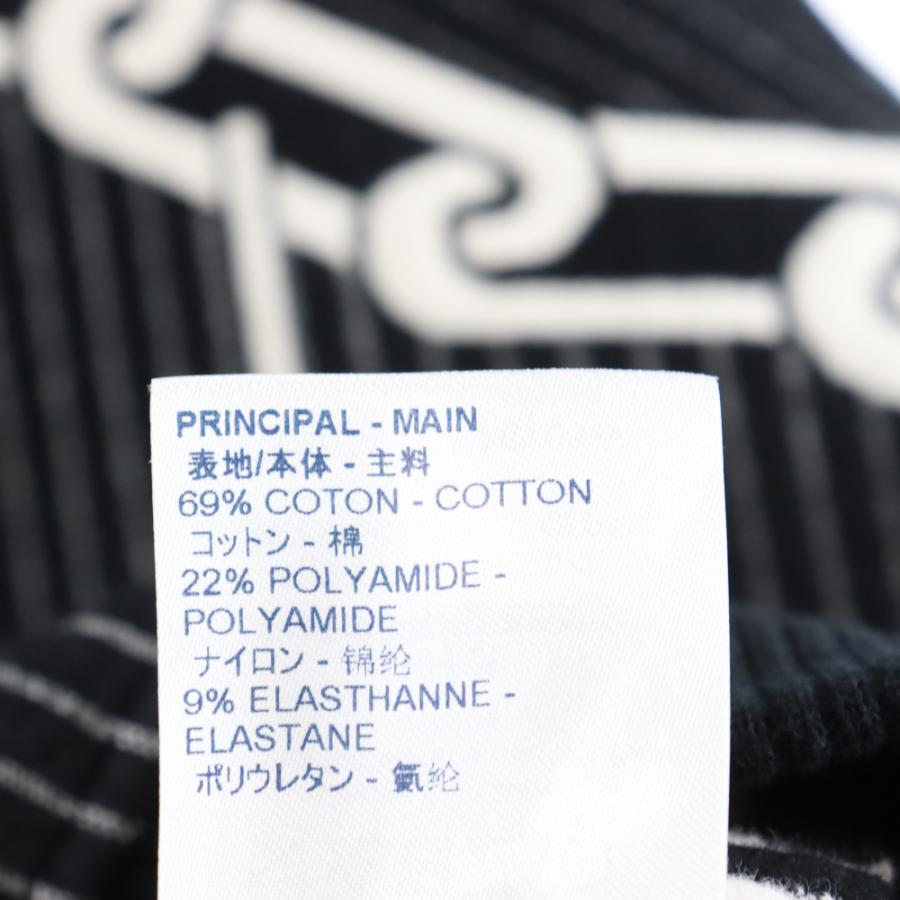 PRINCIPAL - MAIN
表地/本体 - 主料
69% COTON - COTTON
コットン - 棉
22% POLYAMIDE -
POLYAMIDE
ナイロン - 锦纶
9% ELASTHANNE -
ELASTANE
ポリウレタン - 氨纶